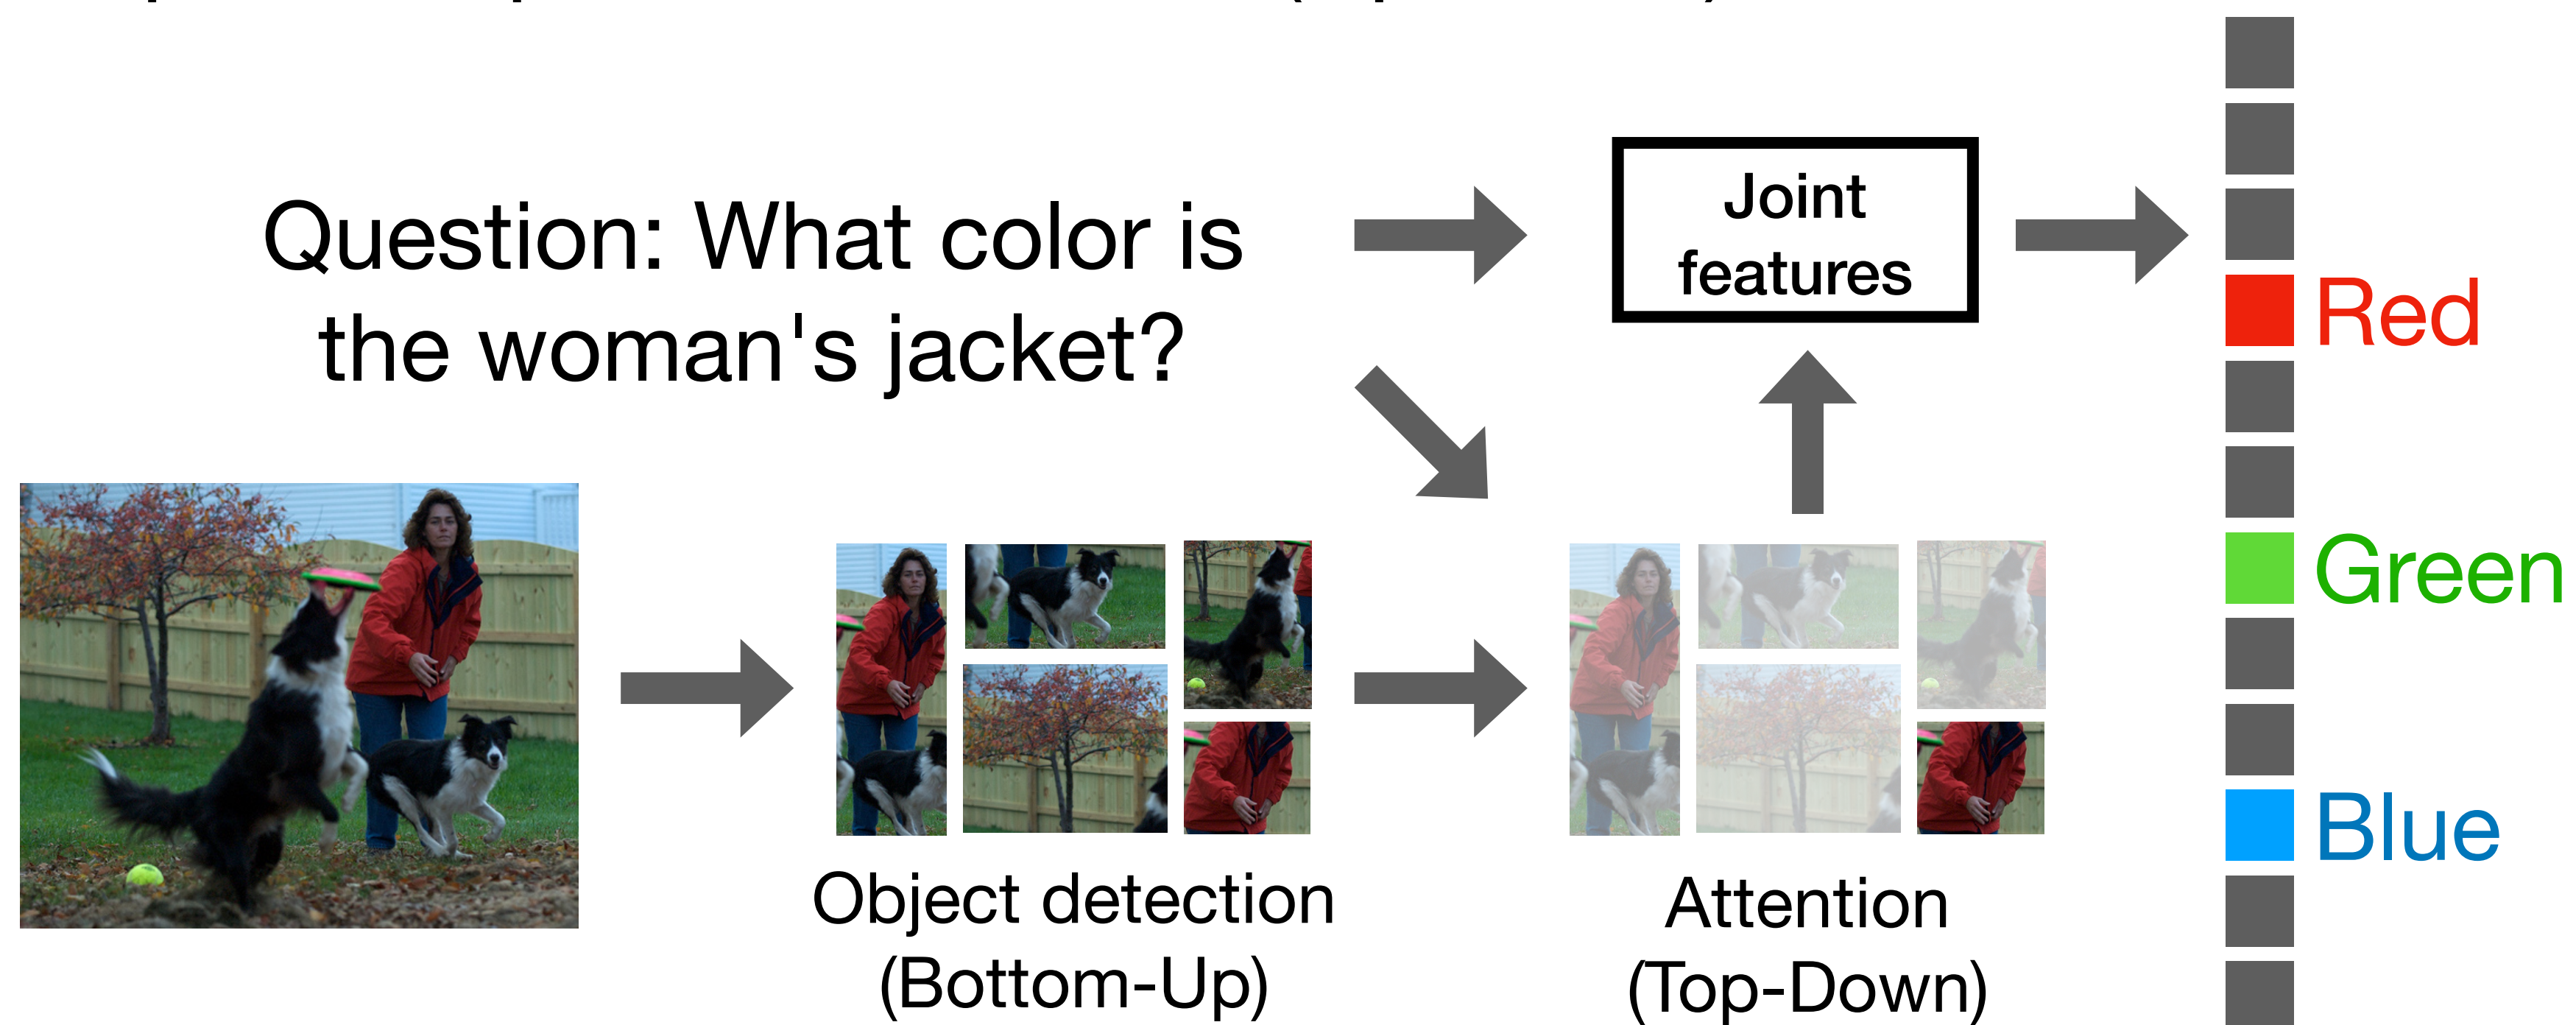 Question: What color is
the woman's jacket?
Joint
features
Red
Green
Blue
Object detection
(Bottom-Up)
Attention
(Top-Down)